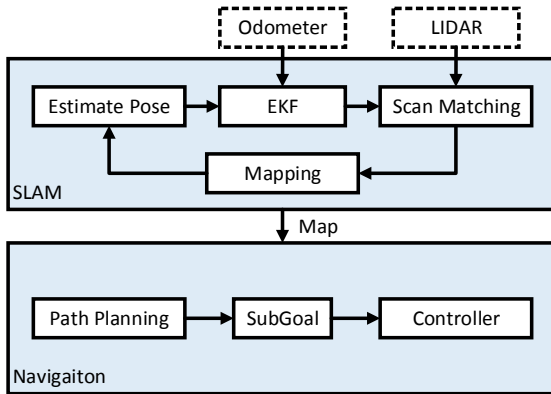 Odometer
LIDAR
Estimate Pose
EKF
Scan Matching
Mapping
SLAM
Map
Path Planning
SubGoal
Controller
Navigaiton